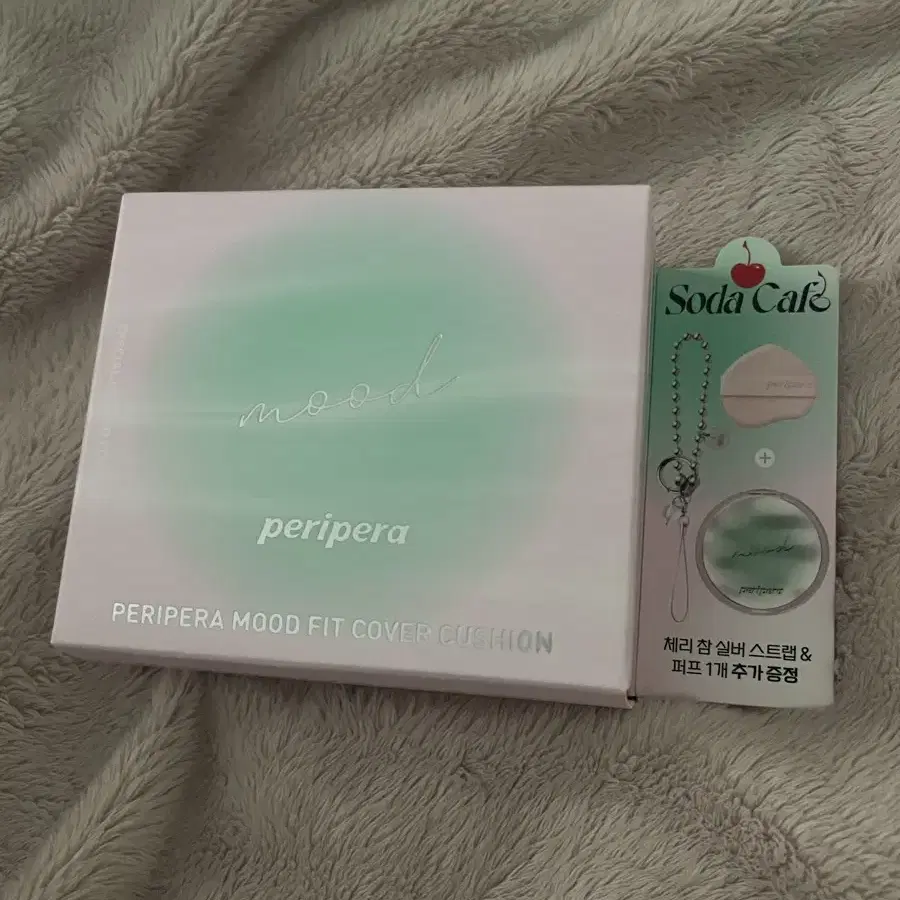 mood
peripera
PERIPERA MOOD FIT COVER CUSHION
Soda Café
peripera
+
mood
peripera
체리 참 실버 스트랩 &
퍼프 1개 추가 증정